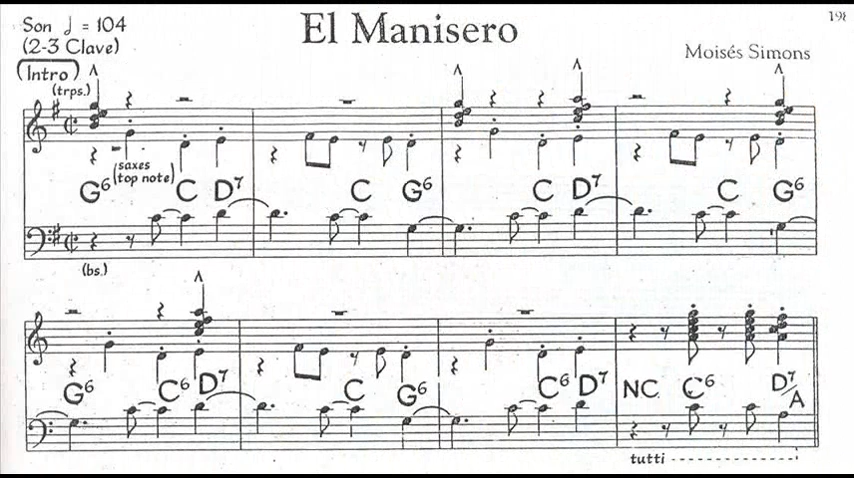 Son ♩ = 104
El Manisero
198
(2-3 Clave)
Moisés Simons
(Intro)
(trps.)
(saxes
top note)
G6 C D7 C G6 C D7 C G6
(bs.)
G6 C6 D7 C G6 C6 D7 NC C6 D7/A
tutti